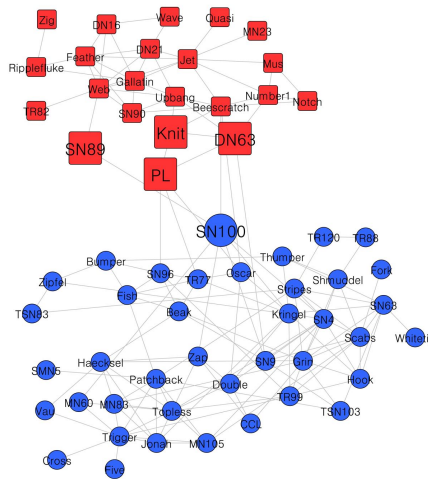 Zig
DN16
Wave
Quasi
MN23
Feather
DN21
Jet
Ripplefluke
Gallatin
Mus
Web
Upbang
Number1
Notch
TR82
SN90
Beescratch
Knit
DN63
SN89
PL
SN100
TR120
TR88
Bumper
Thumper
Zipfel
SN96
TR77
Oscar
Shmuddel
Fork
TSN83
Fish
Stripes
SN63
Beak
Kringel
SN4
Scabs
Whiteti
Haecksel
Zap
SN9
Grin
SMN5
Patchback
Double
Hook
Vau
MN60
MN83
Topless
TR99
TSN103
Trigger
Jonah
MN105
CCL
Cross
Five